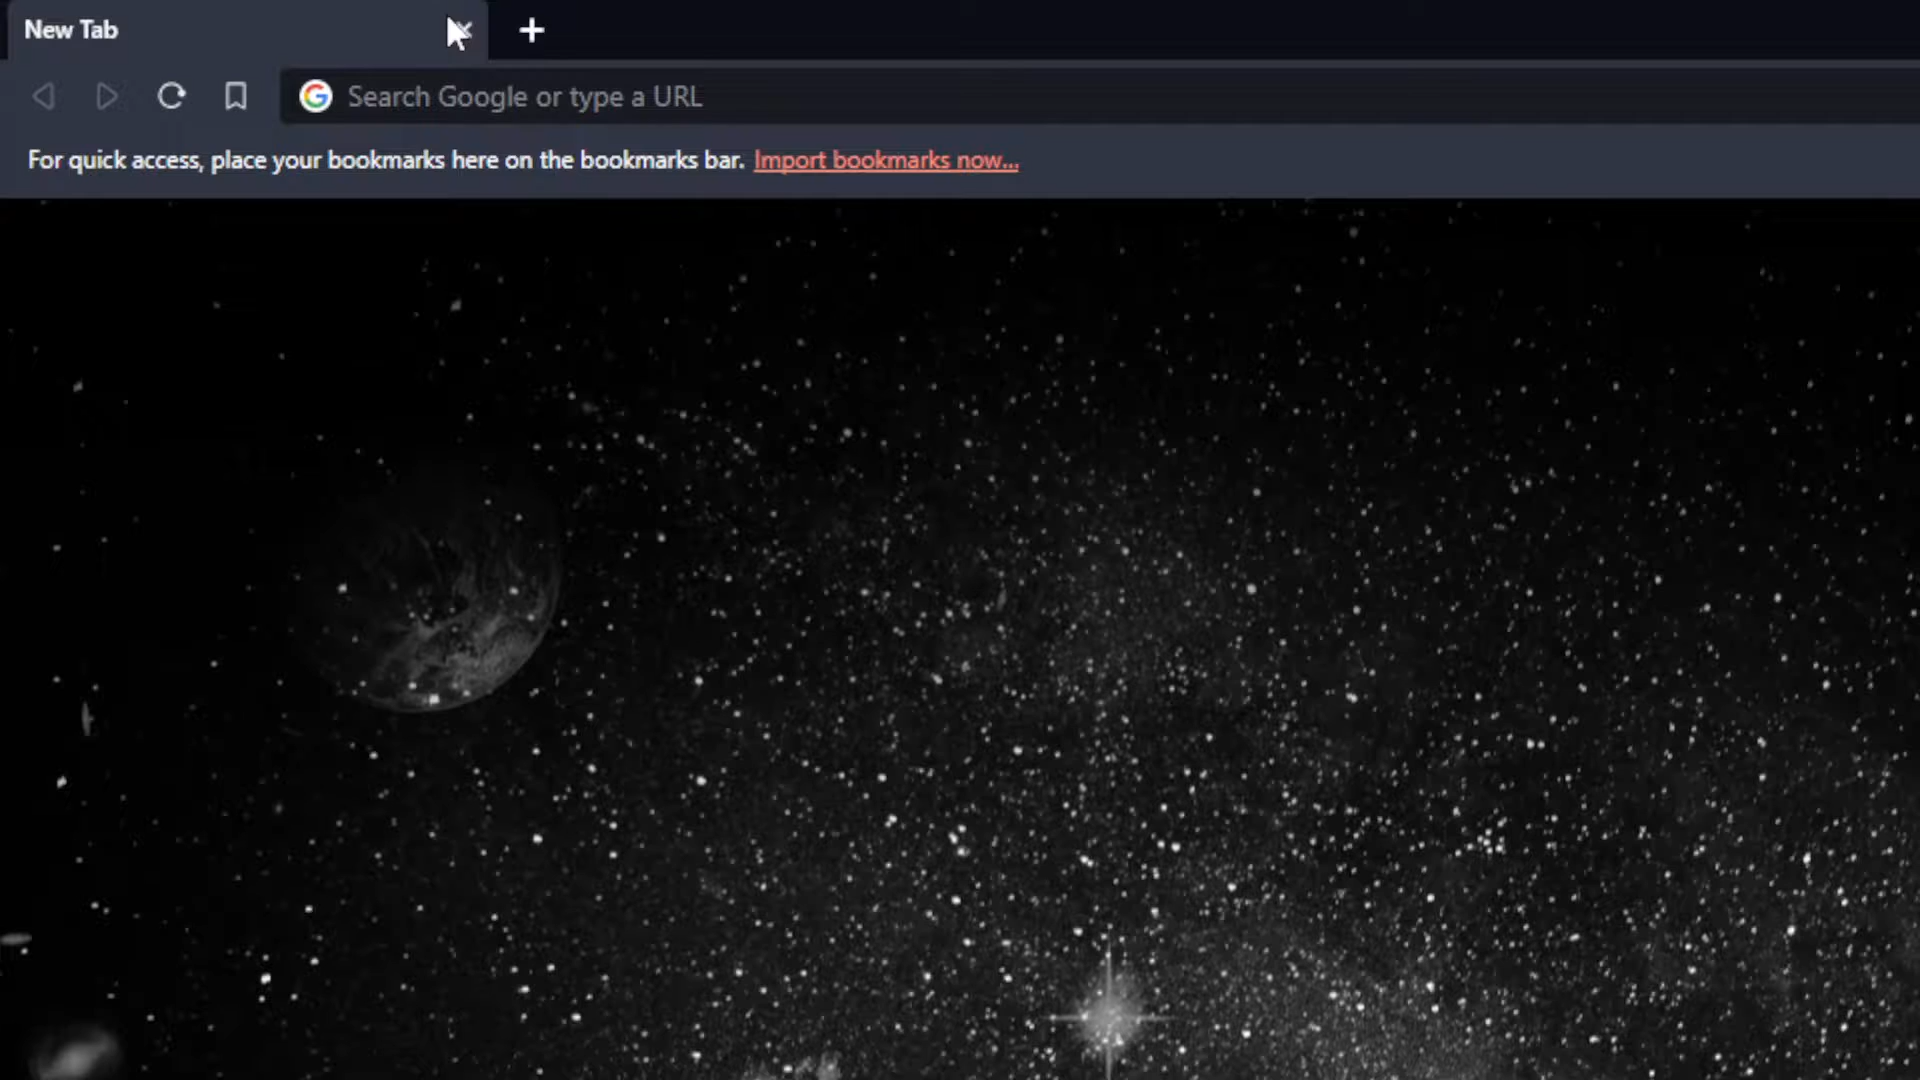 New Tab
Search Google or type a URL
For quick access, place your bookmarks here on the bookmarks bar. Import bookmarks now...